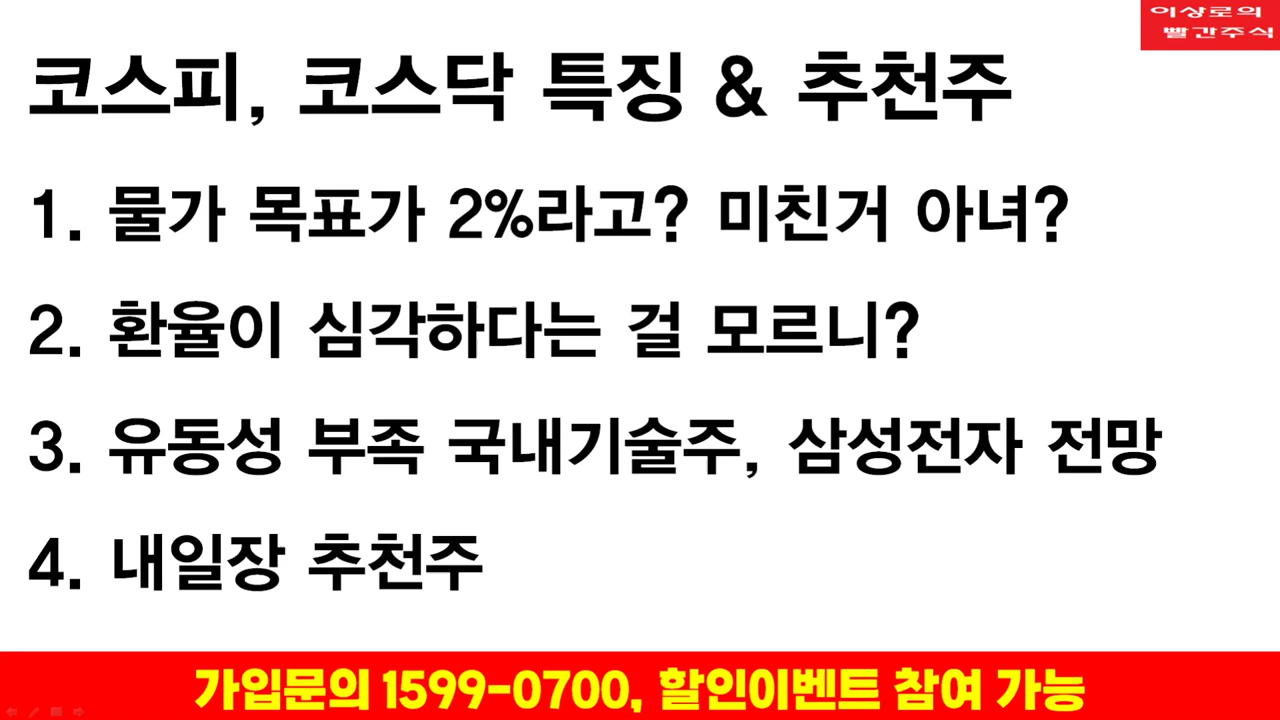 이상로의
빨간주식
코스피, 코스닥 특징 & 추천주
1. 물가 목표가 2%라고? 미친거 아녀?
2. 환율이 심각하다는 걸 모르니?
3. 유동성 부족 국내기술주, 삼성전자 전망
4. 내일장 추천주
가입문의 1599-0700, 할인이벤트 참여 가능